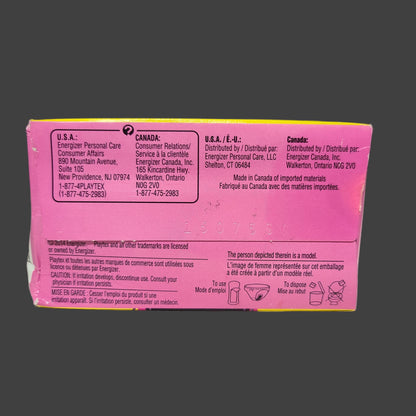 ?
U.S.A.:
Energizer Personal Care
Consumer Affairs
890 Mountain Avenue,
Suite 105
New Providence, NJ 07974
1-877-4PLAYTEX
(1-877-475-2983)
CANADA:
Consumer Relations/
Service à la clientèle
Energizer Canada, Inc.
165 Kincardine Hwy.
Walkerton, Ontario
N0G 2V0
1-877-475-2983
U.S.A. / É.-U.:
Distributed by / Distribué par:
Energizer Personal Care, LLC
Shelton, CT 06484
Canada:
Distributed by / Distribué par:
Energizer Canada, Inc.
Walkerton, Ontario N0G 2V0
Made in Canada of imported materials
Fabriqué au Canada avec des matières importées.
Energizer. Playtex and all other trademarks are licensed
or owned by Energizer.
Playtex et toutes les autres marques de commerce sont utilisées sous
licence ou détenues par Energizer.
CAUTION: If irritation develops, discontinue use. Consult your
physician if irritation persists.
MISE EN GARDE : Cesser l'emploi du produit si une
irritation apparaît. Si l'irritation persiste, consulter un médecin.
The person depicted therein is a model.
L'image de femme représentée sur cet emballage
a été créée à partir d'un modèle.
To use
Mode d'emploi
To dispose
Mise au rebut